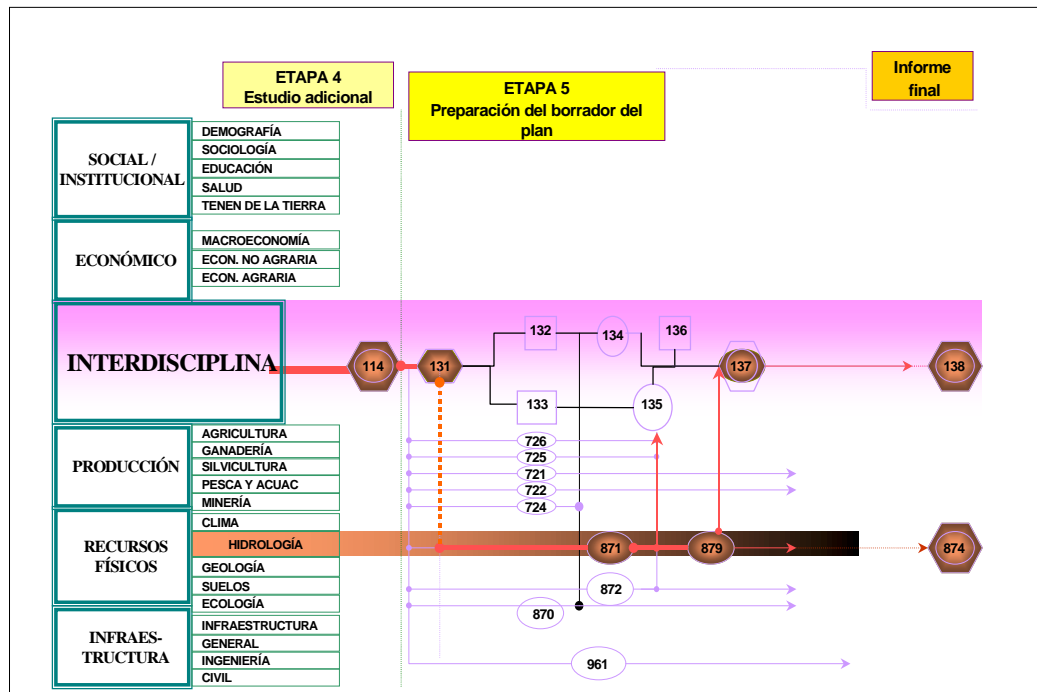 ETAPA 4
Estudio adicional
ETAPA 5
Preparación del borrador del
plan
Informe
final
SOCIAL /
INSTITUCIONAL
DEMOGRAFÍA
SOCIOLOGÍA
EDUCACIÓN
SALUD
TENEN DE LA TIERRA
ECONÓMICO
MACROECONOMÍA
ECON. NO AGRARIA
ECON. AGRARIA
INTERDISCIPLINA
114
131
132
133
134
135
136
137
138
PRODUCCIÓN
AGRICULTURA
GANADERÍA
SILVICULTURA
PESCA Y ACUAC
MINERÍA
726
725
721
722
724
RECURSOS
FÍSICOS
CLIMA
HIDROLOGÍA
GEOLOGÍA
SUELOS
ECOLOGÍA
871
879
874
872
870
INFRAES-
TRUCTURA
INFRAESTRUCTURA
GENERAL
INGENIERÍA
CIVIL
961